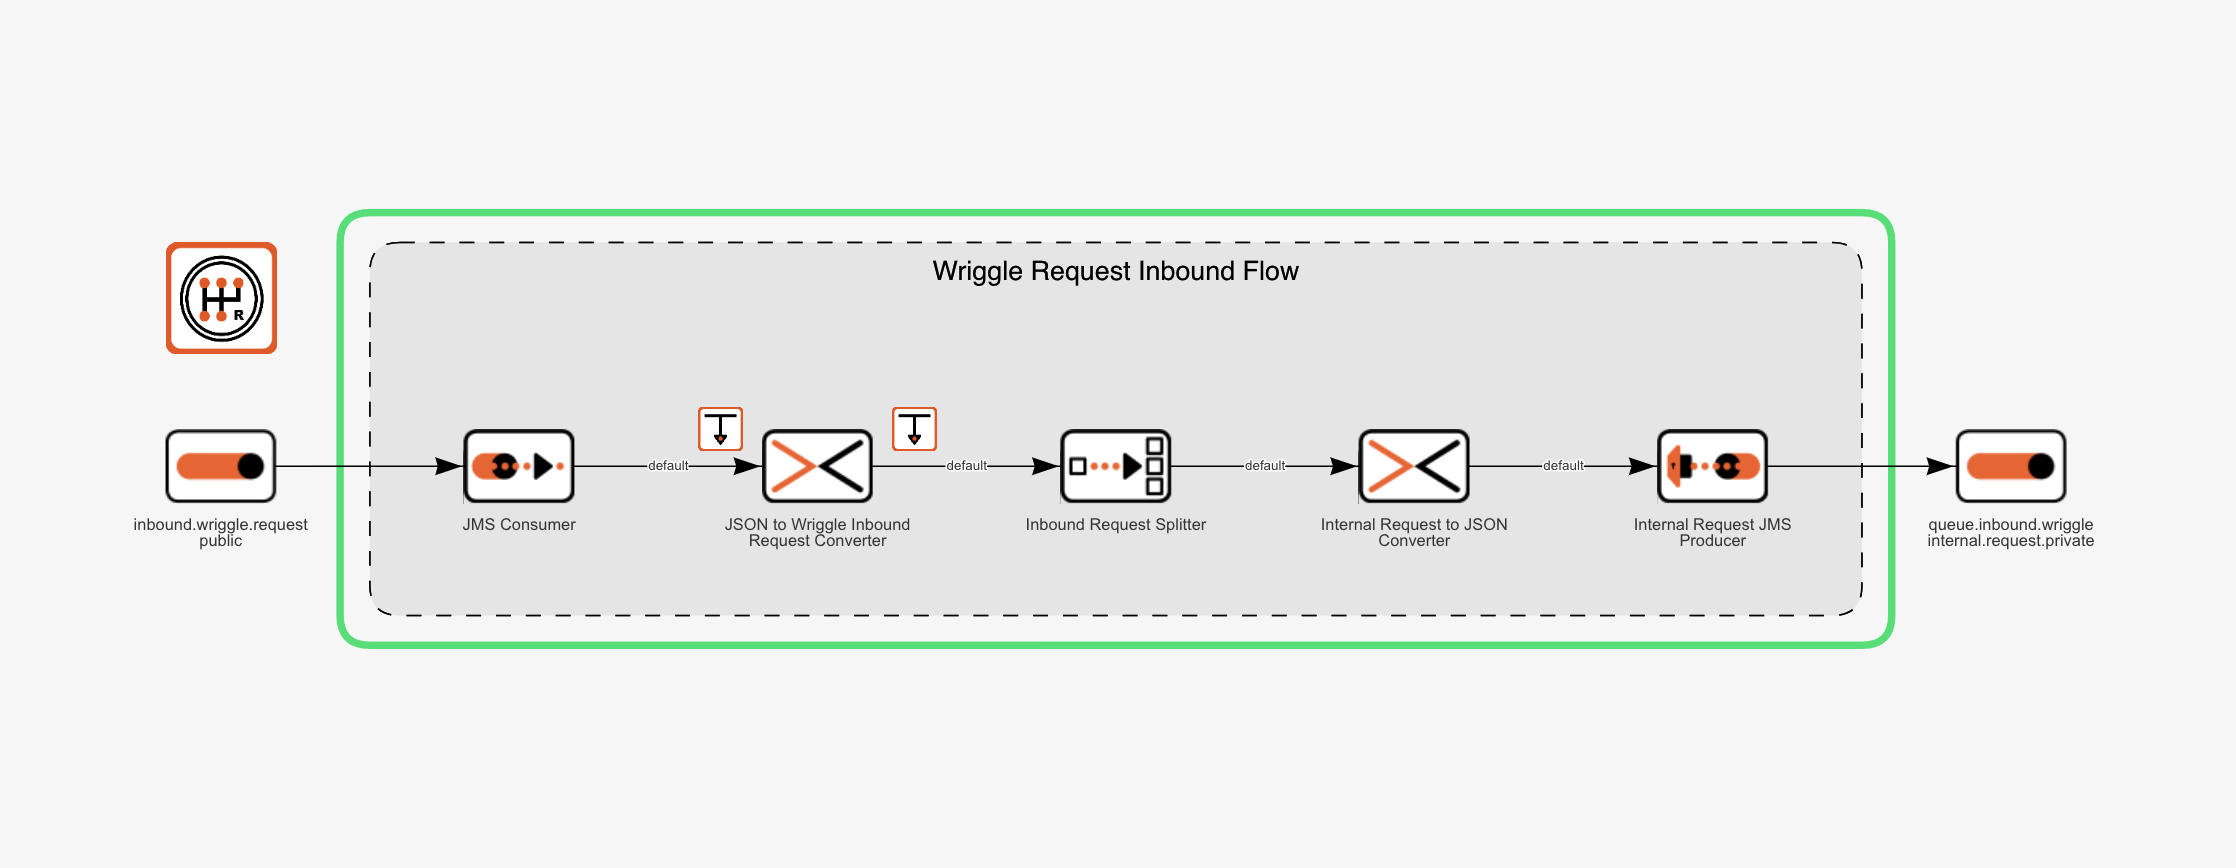 Wriggle Request Inbound Flow
R
default
default
default
default
inbound.wriggle.request
public
JMS Consumer
JSON to Wriggle Inbound
Request Converter
Inbound Request Splitter
Internal Request to JSON
Converter
Internal Request JMS
Producer
queue.inbound.wriggle
internal.request.private